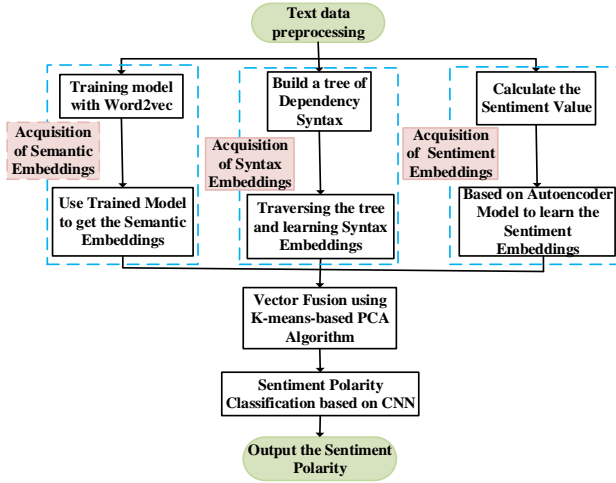 Text data
preprocessing
Training model
with Word2vec
Build a tree of
Dependency
Syntax
Calculate the
Sentiment Value
Acquisition
of Semantic
Embeddings
Acquisition
of Syntax
Embeddings
Acquisition
of Sentiment
Embeddings
Use Trained Model
to get the Semantic
Embeddings
Traversing the tree
and learning Syntax
Embeddings
Based on Autoencoder
Model to learn the
Sentiment
Embeddings
Vector Fusion using
K-means-based PCA
Algorithm
Sentiment Polarity
Classification based on CNN
Output the Sentiment
Polarity